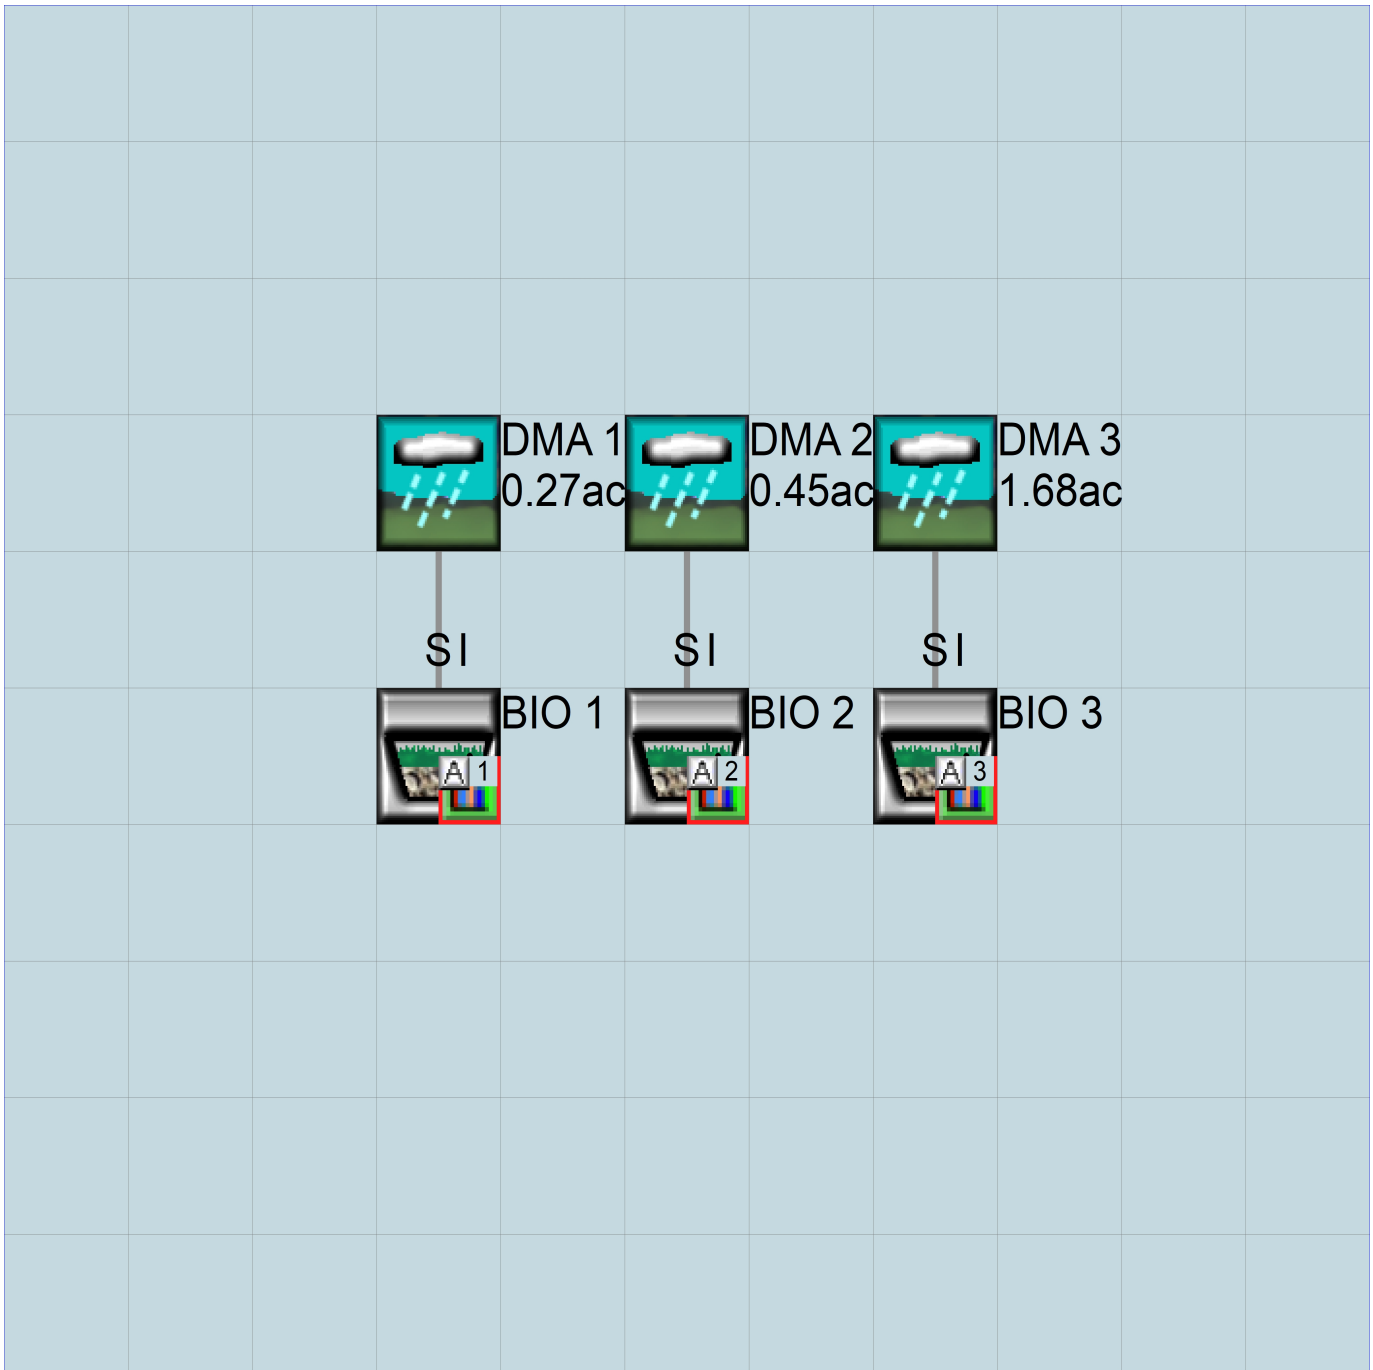 DMA 1
0.27ac
DMA 2
0.45ac
DMA 3
1.68ac
SI
SI
SI
BIO 1
A 1
BIO 2
A 2
BIO 3
A 3